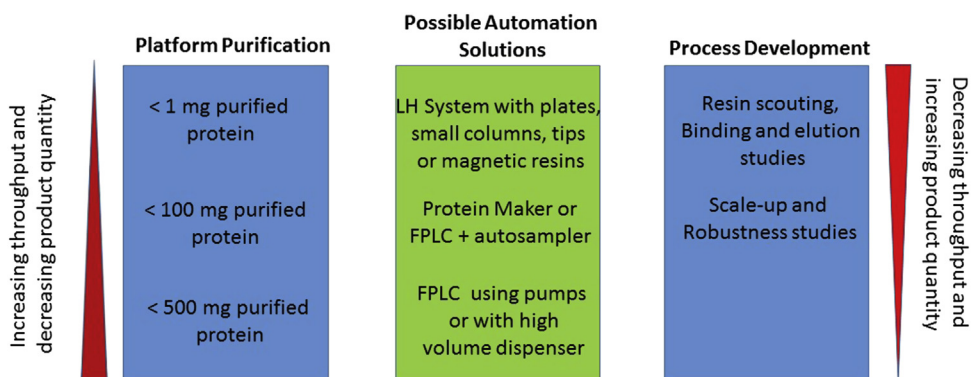 Increasing throughput and
decreasing product quantity
Platform Purification
< 1 mg purified
protein
< 100 mg purified
protein
< 500 mg purified
protein
Possible Automation
Solutions
LH System with plates,
small columns, tips
or magnetic resins
Protein Maker or
FPLC + autosampler
FPLC using pumps
or with high
volume dispenser
Process Development
Resin scouting,
Binding and elution
studies
Scale-up and
Robustness studies
Decreasing throughput and
increasing product quantity